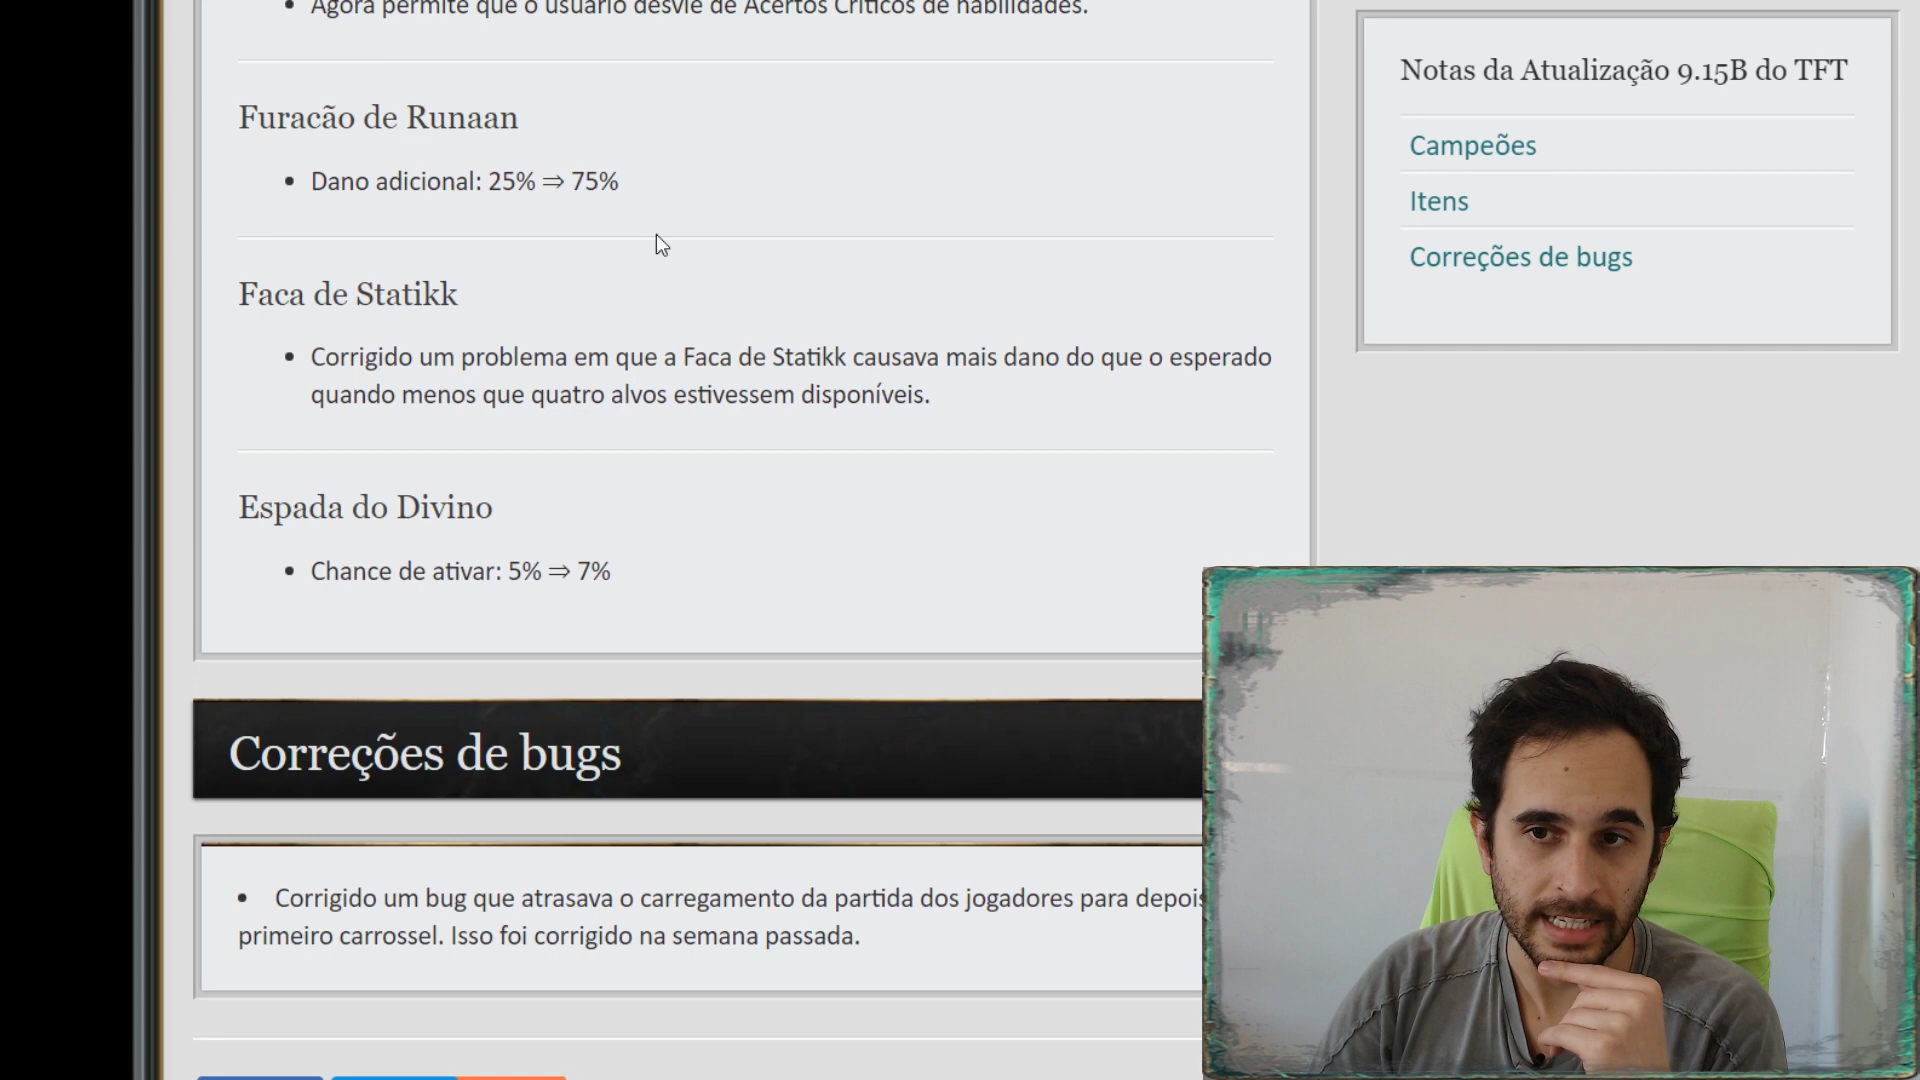 Agora permite que o usuário desvie de Acertos Críticos de habilidades.
Furacão de Runaan
Dano adicional: 25% ⇒ 75%
Faca de Statikk
Corrigido um problema em que a Faca de Statikk causava mais dano do que o esperado
quando menos que quatro alvos estivessem disponíveis.
Espada do Divino
Chance de ativar: 5% ⇒ 7%
Correções de bugs
Corrigido um bug que atrasava o carregamento da partida dos jogadores para depois
primeiro carrossel. Isso foi corrigido na semana passada.
Notas da Atualização 9.15B do TFT
Campeões
Itens
Correções de bugs